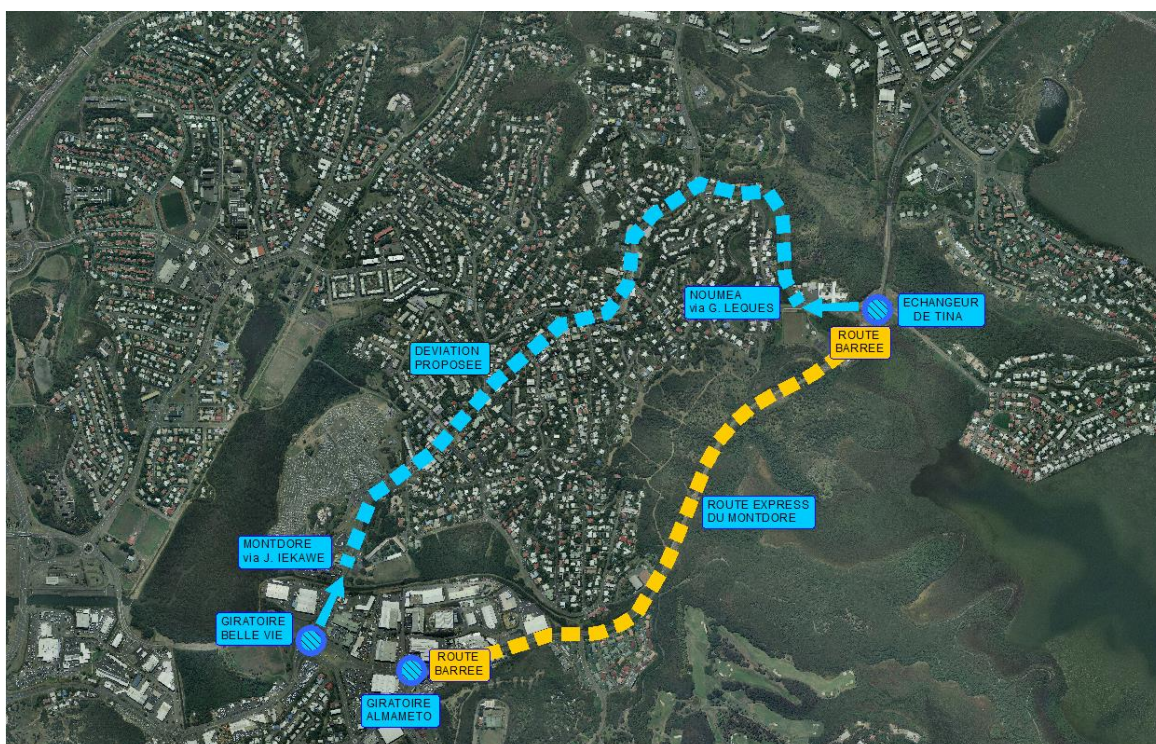 NOUMEA
via G. LEQUES
ECHANGEUR
DE TINA
ROUTE
BARREE
DEVIATION
PROPOSEE
ROUTE EXPRESS
DU MONTDORE
MONTDORE
via J. IEKAWE
GIRATOIRE
BELLE VIE
ROUTE
BARREE
GIRATOIRE
ALMAMETO